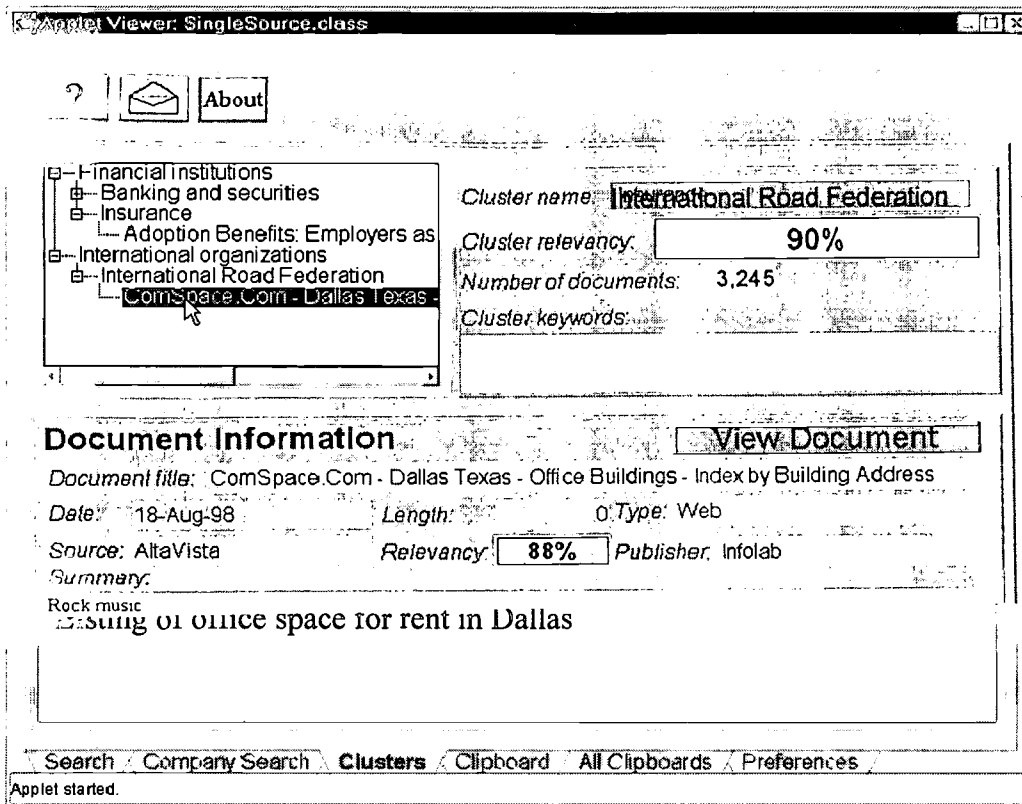 Applet Viewer: SingleSource.class
?
About
Financial institutions
Banking and securities
Insurance
Adoption Benefits: Employers as
International organizations
International Road Federation
ComSpace.Com - Dallas Texas -
Cluster name: International Road Federation
Cluster relevancy: 90%
Number of documents: 3,245
Cluster keywords:
Document Information
View Document
Document title: ComSpace.Com - Dallas Texas - Office Buildings - Index by Building Address
Date: 18-Aug-98 Length: 0 Type: Web
Source: AltaVista Relevancy: 88% Publisher: Infolab
Summary:
Rock music
Listing of office space for rent in Dallas
Search Company Search Clusters Clipboard All Clipboards Preferences
Applet started.